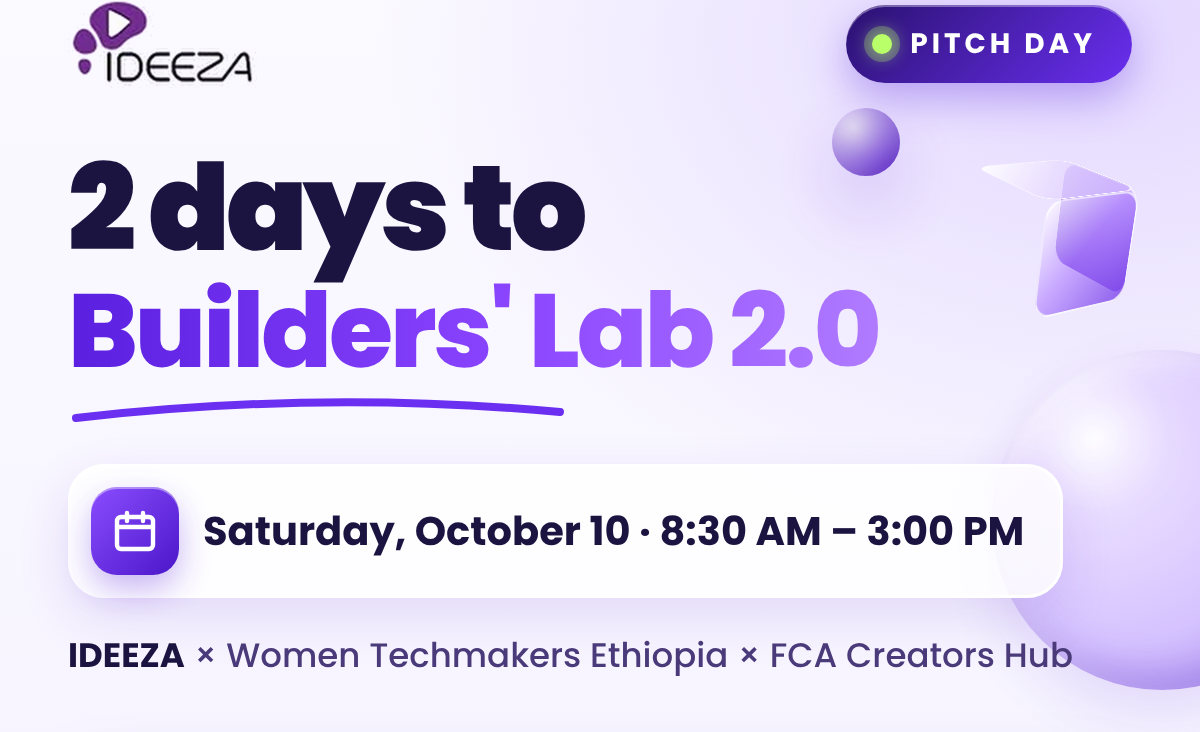 IDEEZA
PITCH DAY
2 days to
Builders' Lab 2.0
Saturday, October 10 · 8:30 AM – 3:00 PM
IDEEZA × Women Techmakers Ethiopia × FCA Creators Hub